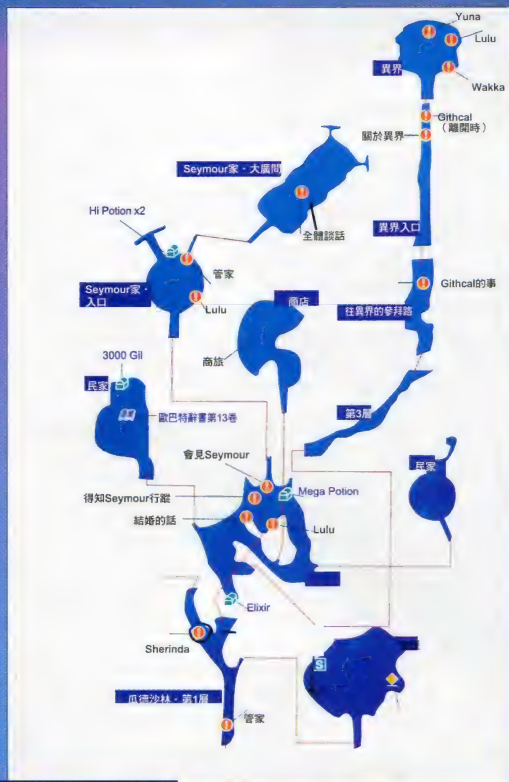 Yuna
Lulu
異界
Wakka
Githcal
(離開時)
關於異界
Seymour家・大廣間
Hi Potion x2
全體談話
異界入口
管家
Seymour家・
入口
Githcal的事
商店
Lulu
往異界的參拜路
3000 Gil
商旅
民家
第3層
歐巴特辭書第13卷
會見Seymour
民家
得知Seymour行蹤
Mega Potion
結婚的話
Lulu
Elixir
Sherinda
S
瓜德沙林・第1層
管家